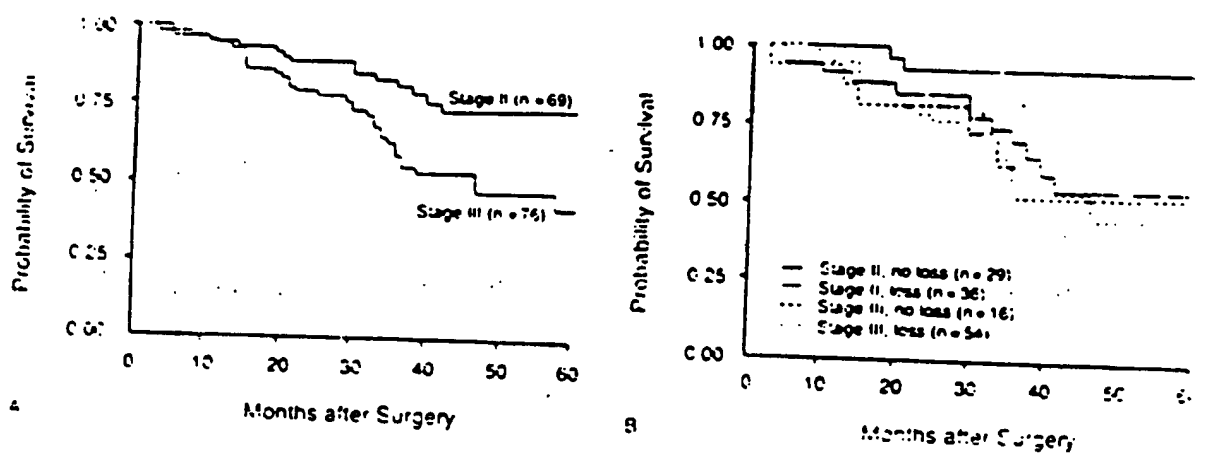 1.00
0.75
0.50
0.25
0.00
Probability of Survival
Stage II (n = 69)
Stage III (n = 76)
0 10 20 30 40 50 60
Months after Surgery
A
1.00
0.75
0.50
0.25
0.00
Probability of Survival
Stage II, no loss (n = 29)
Stage II, loss (n = 36)
Stage III, no loss (n = 16)
Stage III, loss (n = 54)
0 10 20 30 40 50
Months after Surgery
B